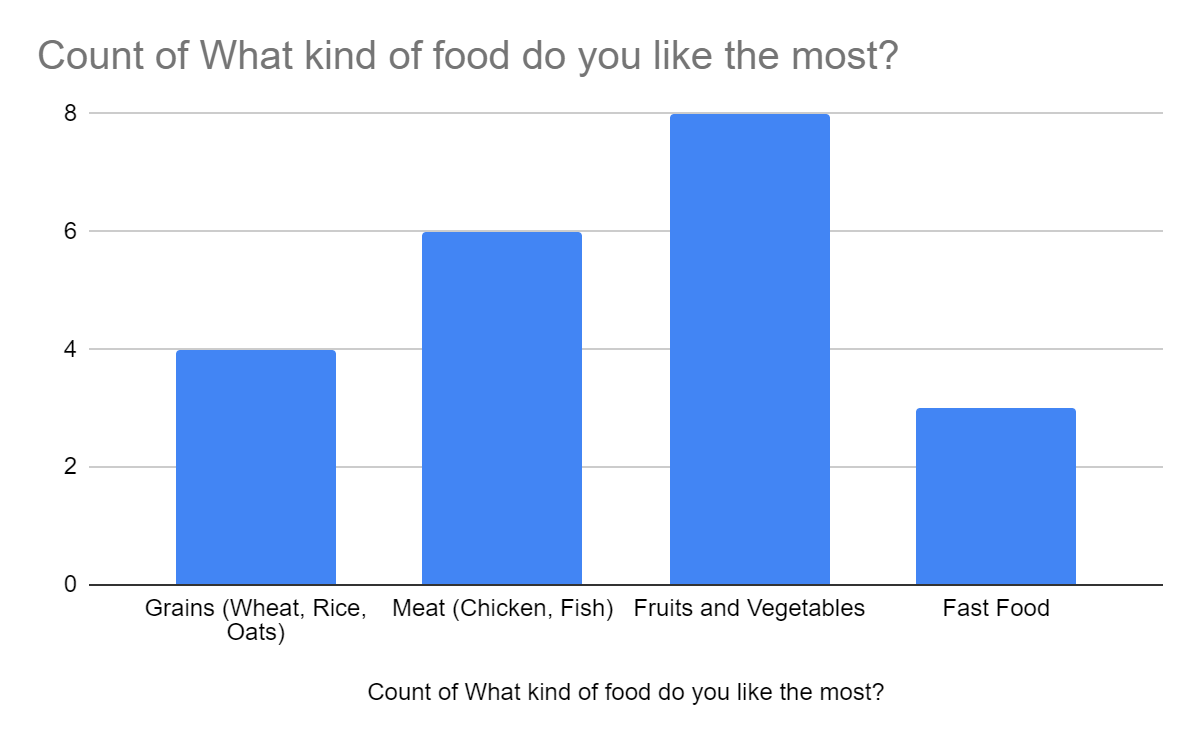 Count of What kind of food do you like the most?
8
6
4
2
0
Grains (Wheat, Rice,
Oats)
Meat (Chicken, Fish)
Fruits and Vegetables
Fast Food
Count of What kind of food do you like the most?